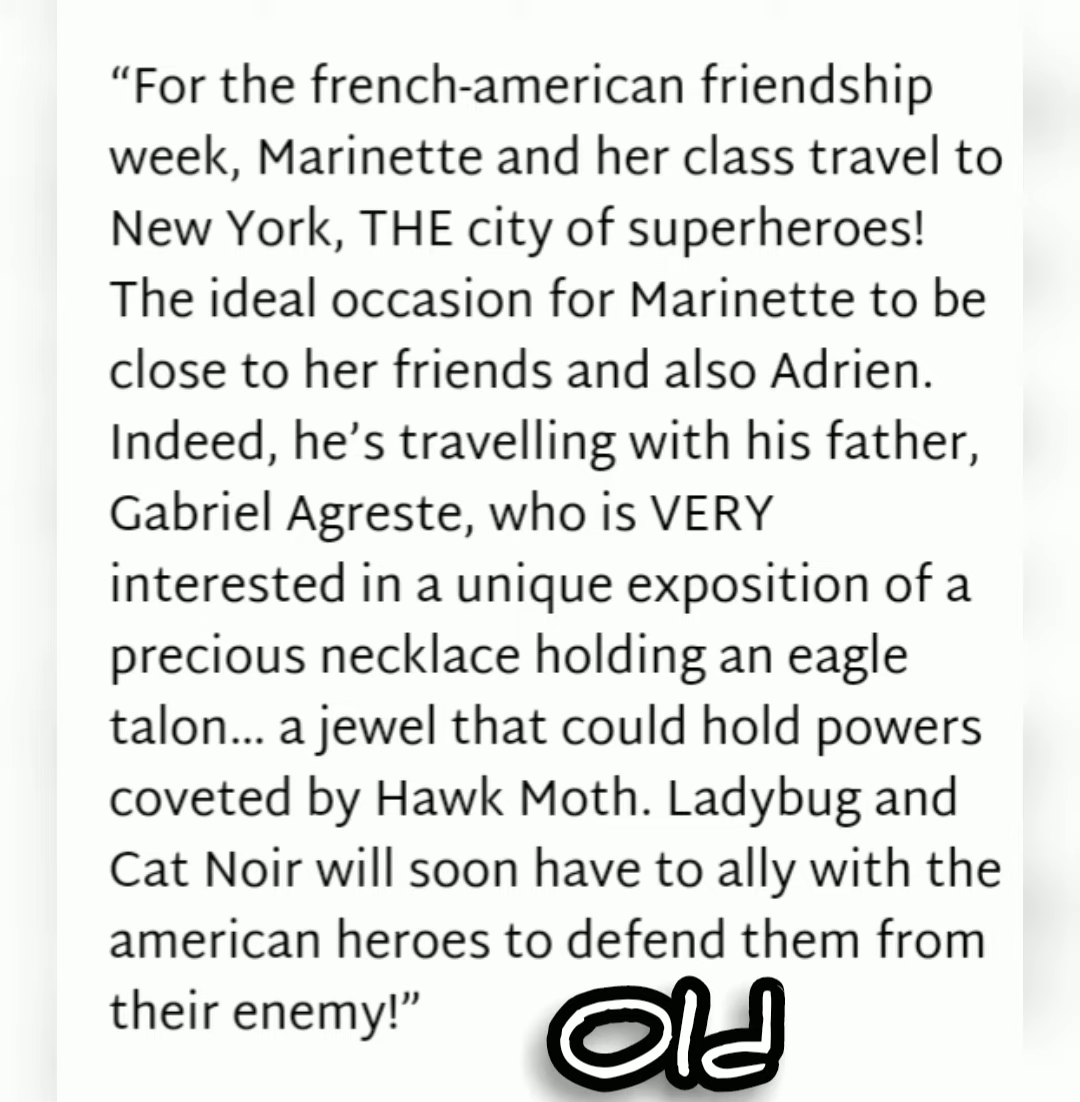 “For the french-american friendship
week, Marinette and her class travel to
New York, THE city of superheroes!
The ideal occasion for Marinette to be
close to her friends and also Adrien.
Indeed, he’s travelling with his father,
Gabriel Agreste, who is VERY
interested in a unique exposition of a
precious necklace holding an eagle
talon... a jewel that could hold powers
coveted by Hawk Moth. Ladybug and
Cat Noir will soon have to ally with the
american heroes to defend them from
their enemy!”
Old